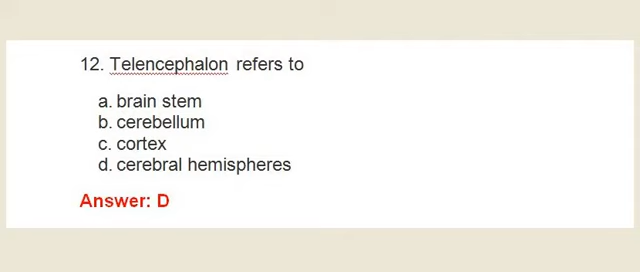 12. Telencephalon refers to
a. brain stem
b. cerebellum
c. cortex
d. cerebral hemispheres
Answer: D